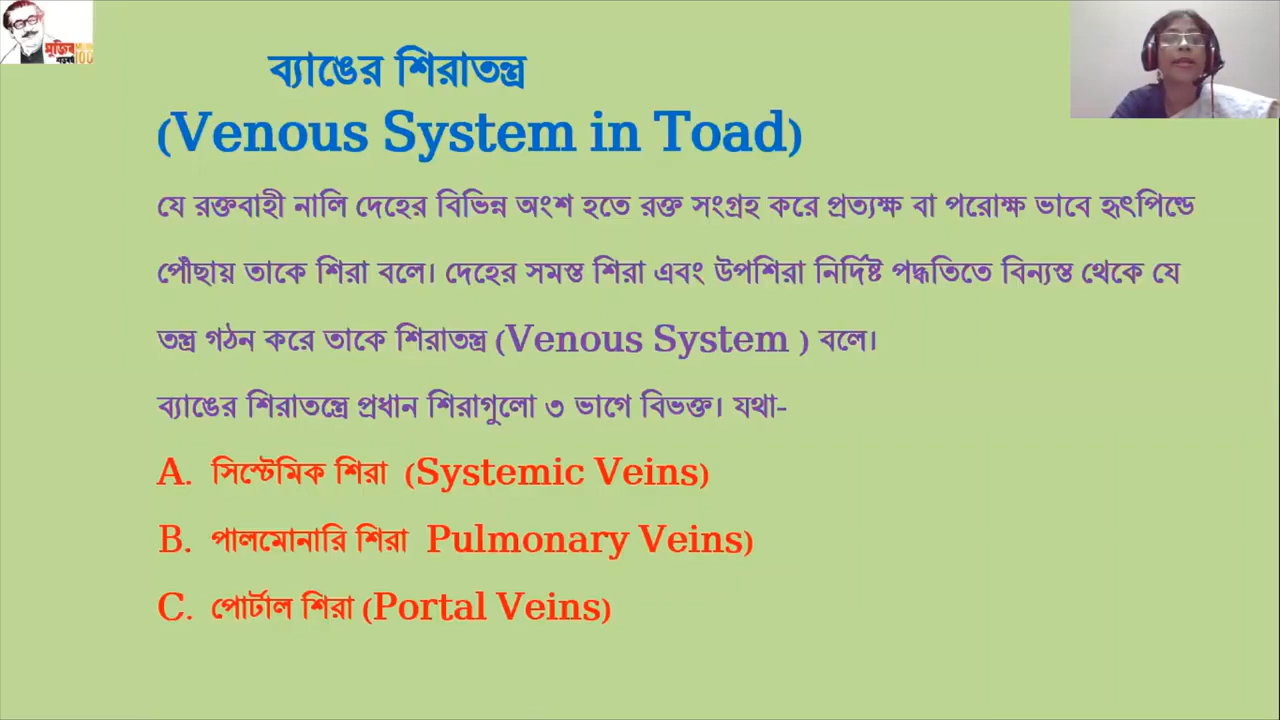 মুজিব
শতবর্ষ 100
ব্যাঙের শিরাতন্ত্র
(Venous System in Toad)
যে রক্তবাহী নালি দেহের বিভিন্ন অংশ হতে রক্ত সংগ্রহ করে প্রত্যক্ষ বা পরোক্ষ ভাবে হৃৎপিন্ডে
পৌঁছায় তাকে শিরা বলে। দেহের সমস্ত শিরা এবং উপশিরা নির্দিষ্ট পদ্ধতিতে বিন্যস্ত থেকে যে
তন্ত্র গঠন করে তাকে শিরাতন্ত্র (Venous System ) বলে।
ব্যাঙের শিরাতন্ত্রে প্রধান শিরাগুলো ৩ ভাগে বিভক্ত। যথা-
A. সিস্টেমিক শিরা (Systemic Veins)
B. পালমোনারি শিরা Pulmonary Veins)
C. পোর্টাল শিরা (Portal Veins)